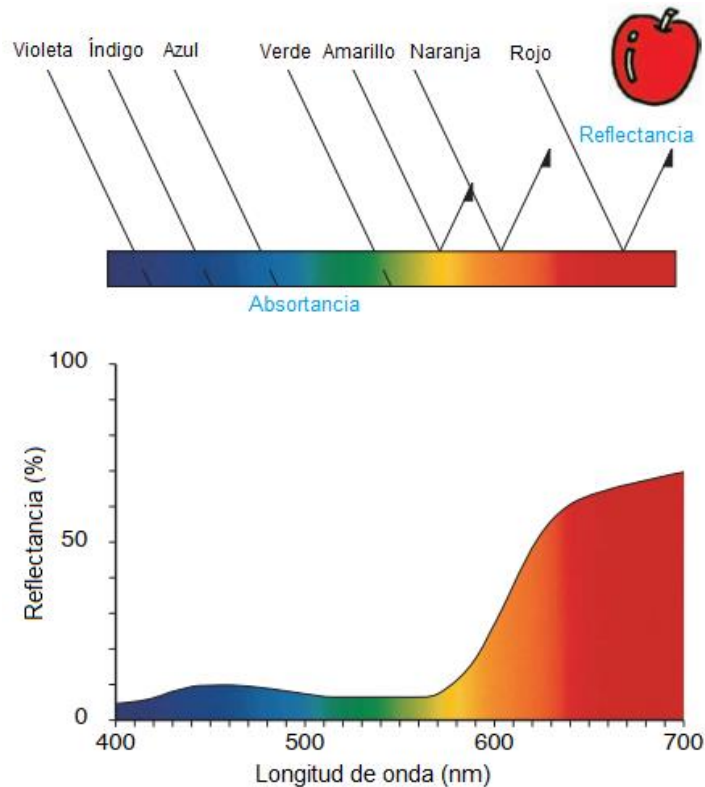 Violeta Índigo Azul Verde Amarillo Naranja Rojo
Reflectancia
Absortancia
100
50
0
Reflectancia (%)
400 500 600 700
Longitud de onda (nm)